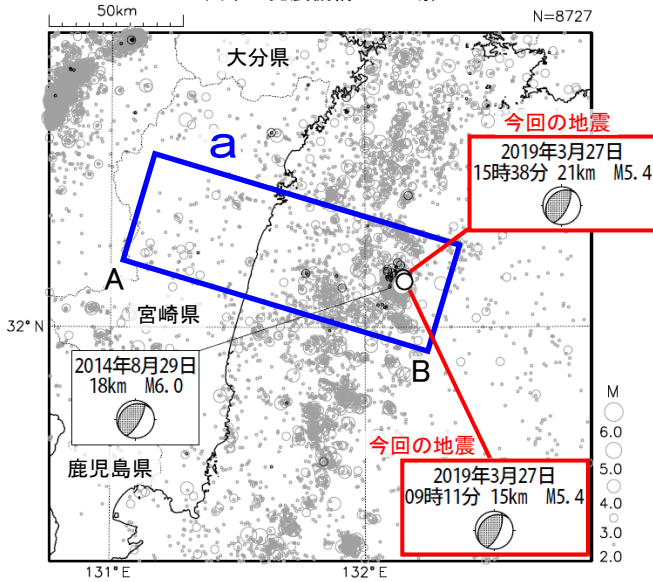 50km
N=8727
大分県
今回の地震
2019年3月27日
15時38分 21km M5.4
a
A
宮崎県
32°N
B
2014年8月29日
18km M6.0
鹿児島県
今回の地震
2019年3月27日
09時11分 15km M5.4
M
6.0
5.0
4.0
3.0
2.0
131°E
132°E